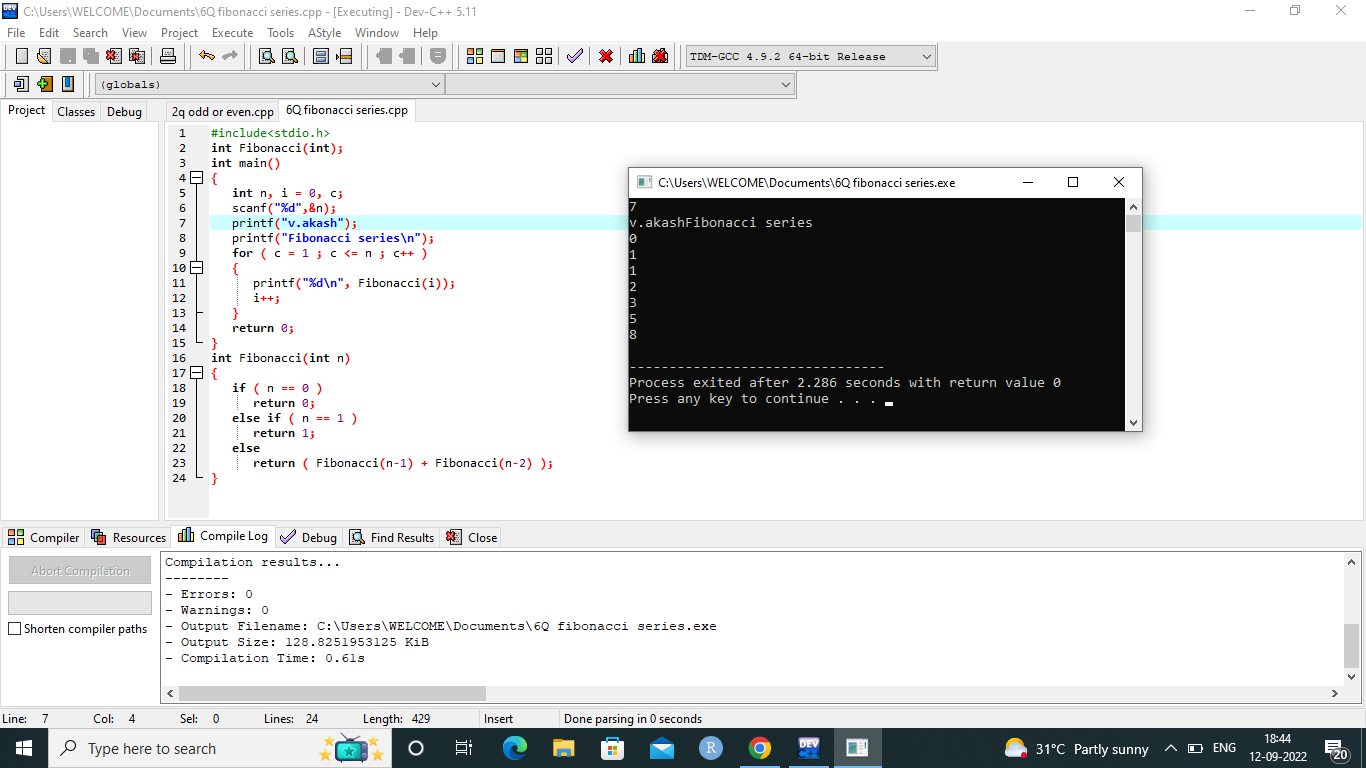 C:\Users\WELCOME\Documents\6Q fibonacci series.cpp - [Executing] - Dev-C++ 5.11
File Edit Search View Project Execute Tools AStyle Window Help
TDM-GCC 4.9.2 64-bit Release
(globals)
Project Classes Debug
2q odd or even.cpp 6Q fibonacci series.cpp
1 #include<stdio.h>
2 int Fibonacci(int);
3 int main()
4 {
5 int n, i = 0, c;
6 scanf("%d",&n);
7 printf("v.akash");
8 printf("Fibonacci series\n");
9 for ( c = 1 ; c <= n ; c++ )
10 {
11 printf("%d\n", Fibonacci(i));
12 i++;
13 }
14 return 0;
15 }
16 int Fibonacci(int n)
17 {
18 if ( n == 0 )
19 return 0;
20 else if ( n == 1 )
21 return 1;
22 else
23 return ( Fibonacci(n-1) + Fibonacci(n-2) );
24 }
C:\Users\WELCOME\Documents\6Q fibonacci series.exe
7
v.akashFibonacci series
0
1
1
2
3
5
8
--------------------------------
Process exited after 2.286 seconds with return value 0
Press any key to continue . . .
Compiler Resources Compile Log Debug Find Results Close
Abort Compilation
Shorten compiler paths
Compilation results...
--------
- Errors: 0
- Warnings: 0
- Output Filename: C:\Users\WELCOME\Documents\6Q fibonacci series.exe
- Output Size: 128.8251953125 KiB
- Compilation Time: 0.61s
Line: 7 Col: 4 Sel: 0 Lines: 24 Length: 429 Insert Done parsing in 0 seconds
Type here to search
R
DEV
31°C Partly sunny
ENG
18:44
12-09-2022
20